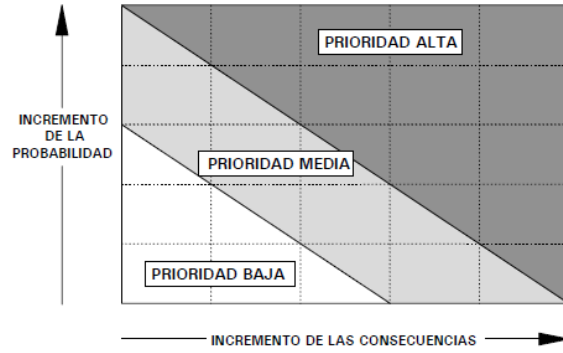 PRIORIDAD ALTA
INCREMENTO
DE LA
PROBABILIDAD
PRIORIDAD MEDIA
PRIORIDAD BAJA
INCREMENTO DE LAS CONSECUENCIAS